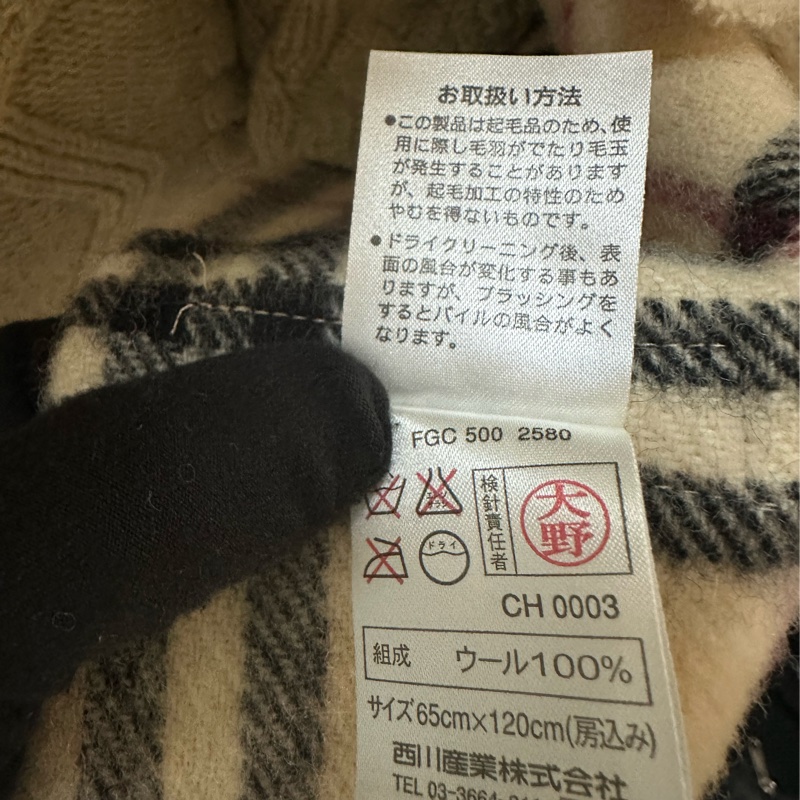 お取扱い方法
●この製品は起毛品のため、使
用に際し毛羽がでたり毛玉
が発生することがあります
が、起毛加工の特性のため
やむを得ないものです。
●ドライクリーニング後、表
面の風合が変化する事もあ
りますが、ブラッシングを
するとパイルの風合がよく
なります。
FGC 500 2580
ドライ
検針責任者
大野
CH 0003
組成 ウール100%
サイズ 65cm×120cm(房込み)
西川産業株式会社
TEL 03-3664-